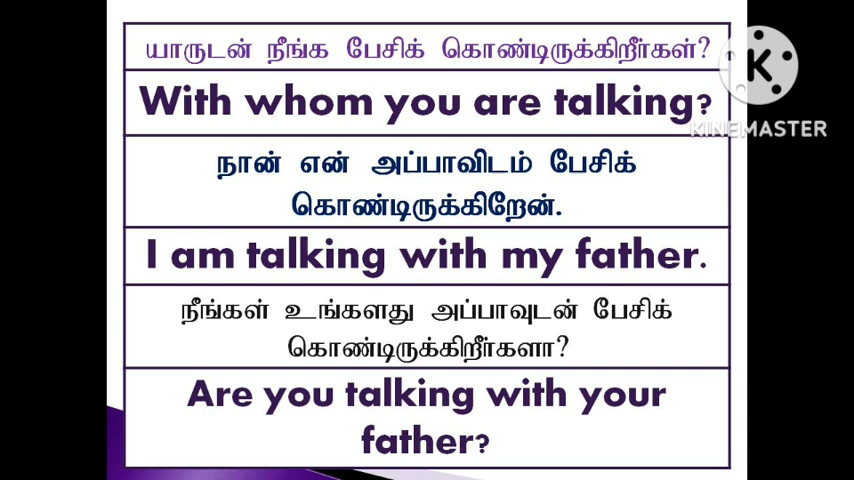 யாருடன் நீங்க பேசிக் கொண்டிருக்கிறீர்கள்?
With whom you are talking?
K
KINEMASTER
நான் என் அப்பாவிடம் பேசிக்
கொண்டிருக்கிறேன்.
I am talking with my father.
நீங்கள் உங்களது அப்பாவுடன் பேசிக்
கொண்டிருக்கிறீர்களா?
Are you talking with your
father?